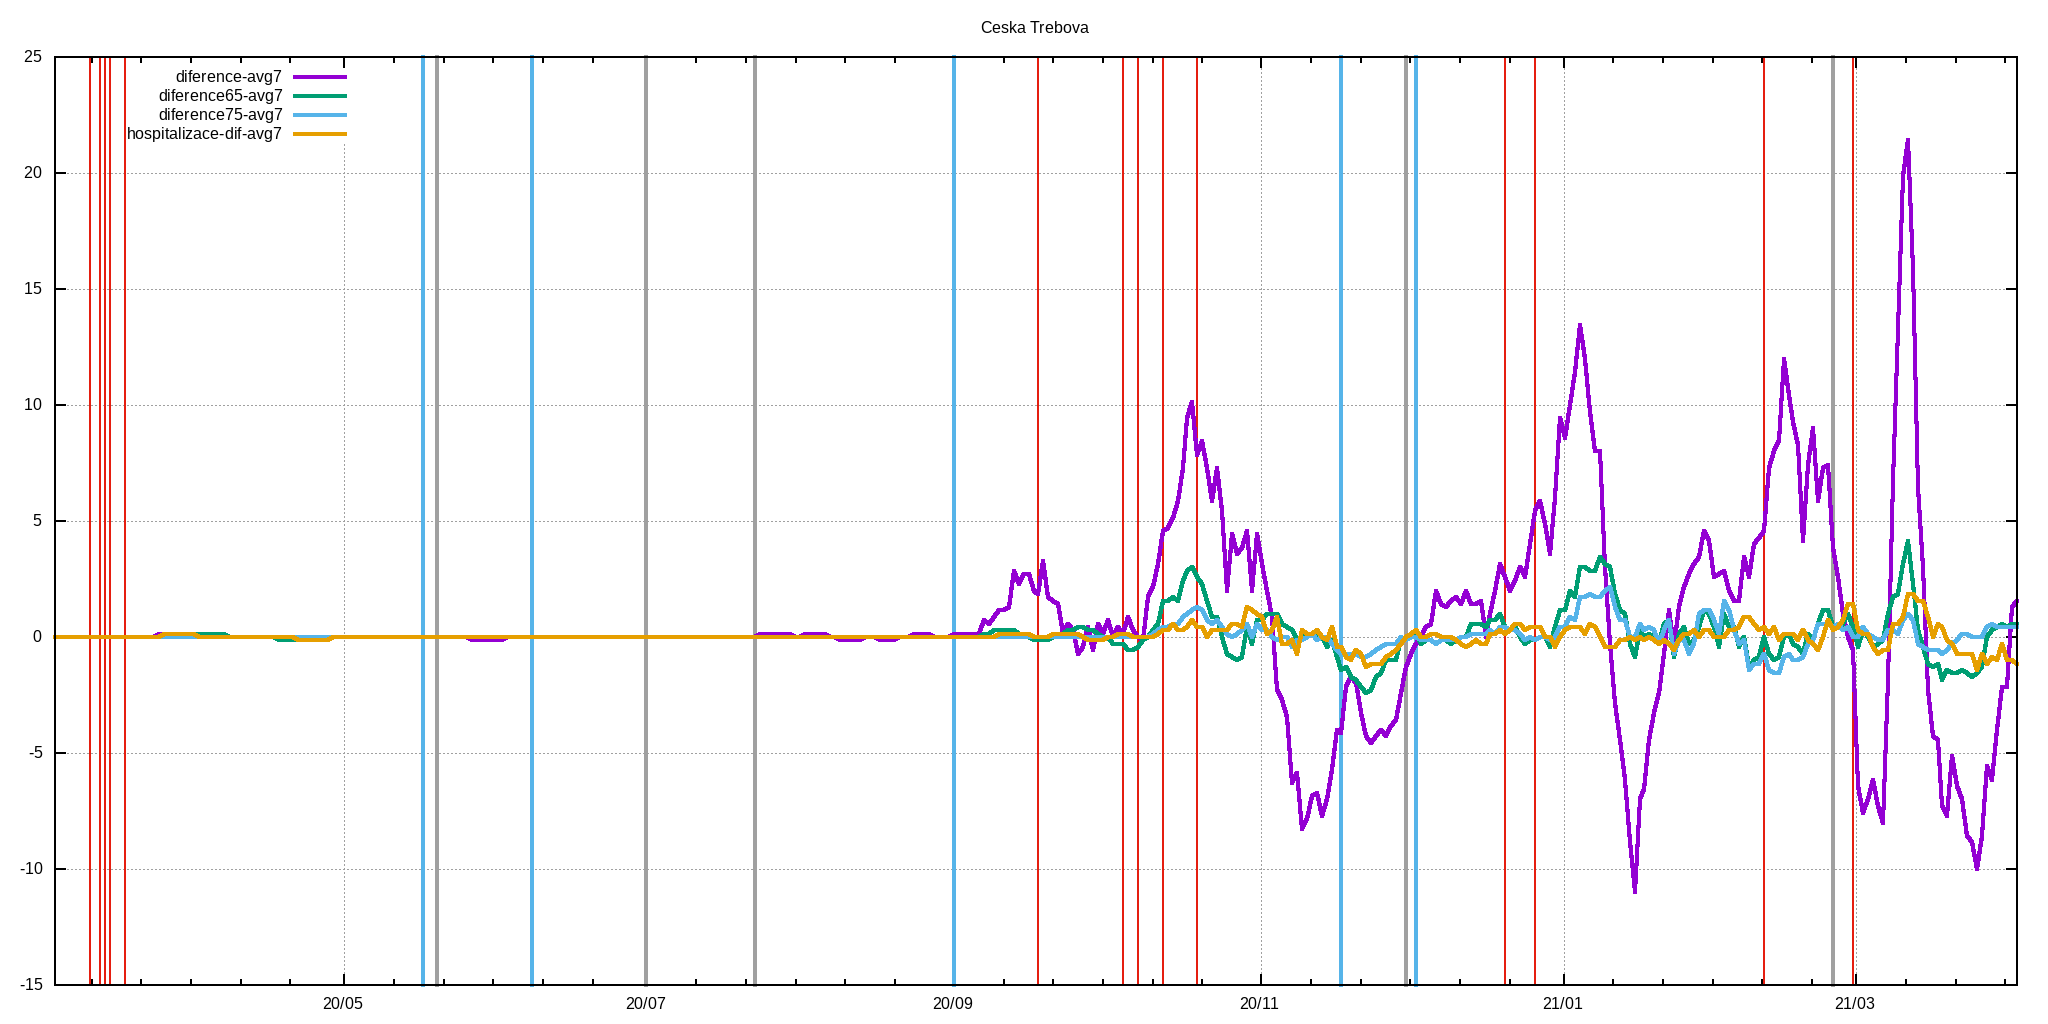 Ceska Trebova
25
diference-avg7
diference65-avg7
diference75-avg7
hospitalizace-dif-avg7
20
15
10
5
0
-5
-10
-15
20/05 20/07 20/09 20/11 21/01 21/03